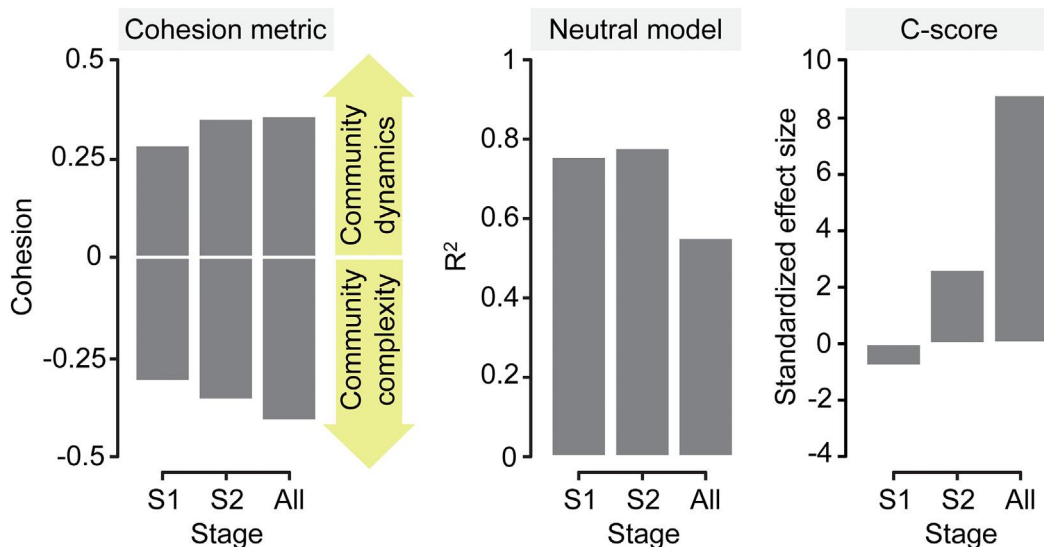 Cohesion metric
0.5
0.25
0
-0.25
-0.5
Cohesion
Community
dynamics
Community
complexity
S1 S2 All
Stage
Neutral model
1
0.8
0.6
0.4
0.2
0
R²
S1 S2 All
Stage
C-score
10
8
6
4
2
0
-2
-4
Standardized effect size
S1 S2 All
Stage